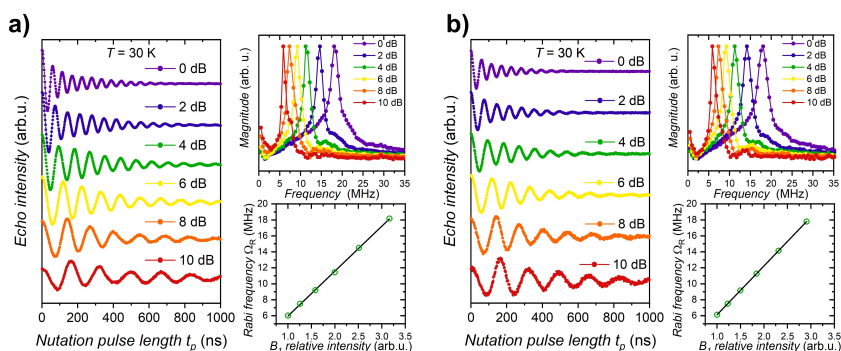 a)
T = 30 K
0 dB
2 dB
4 dB
6 dB
8 dB
10 dB
Echo intensity (arb.u.)
0 200 400 600 800 1000
Nutation pulse length tp (ns)
0 dB
2 dB
4 dB
6 dB
8 dB
10 dB
Magnitude (arb. u.)
0 5 10 15 20 25 30 35
Frequency (MHz)
20
18
16
14
12
10
8
6
Rabi frequency ΩR (MHz)
1.0 1.5 2.0 2.5 3.0 3.5
B1 relative intensity (arb.u.)
b)
T = 30 K
0 dB
2 dB
4 dB
6 dB
8 dB
10 dB
Echo intensity (arb.u.)
0 200 400 600 800 1000
Nutation pulse length tp (ns)
0 dB
2 dB
4 dB
6 dB
8 dB
10 dB
Magnitude (arb. u.)
0 5 10 15 20 25 30 35
Frequency (MHz)
20
18
16
14
12
10
8
6
Rabi frequency ΩR (MHz)
1.0 1.5 2.0 2.5 3.0 3.5
B1 relative intensity (arb.u.)